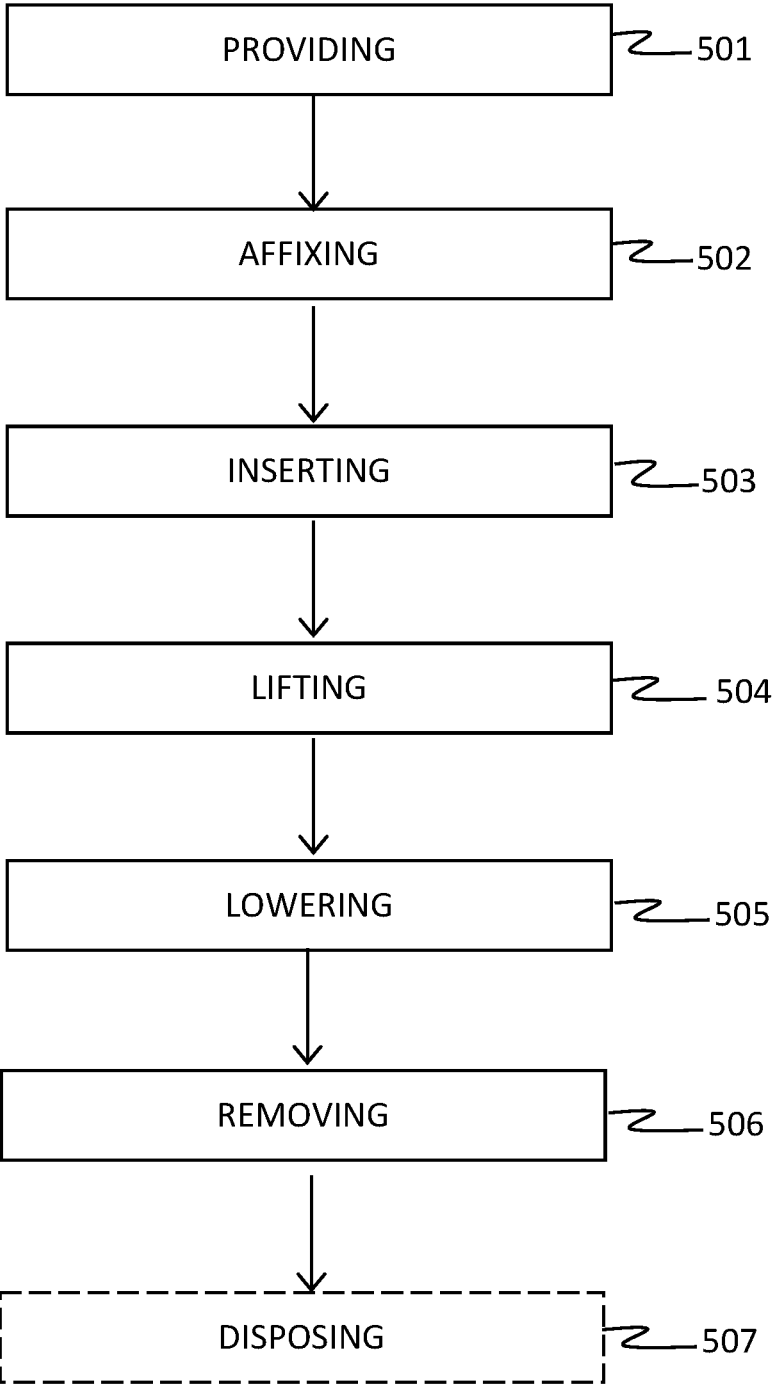 PROVIDING 501
AFFIXING 502
INSERTING 503
LIFTING 504
LOWERING 505
REMOVING 506
DISPOSING 507